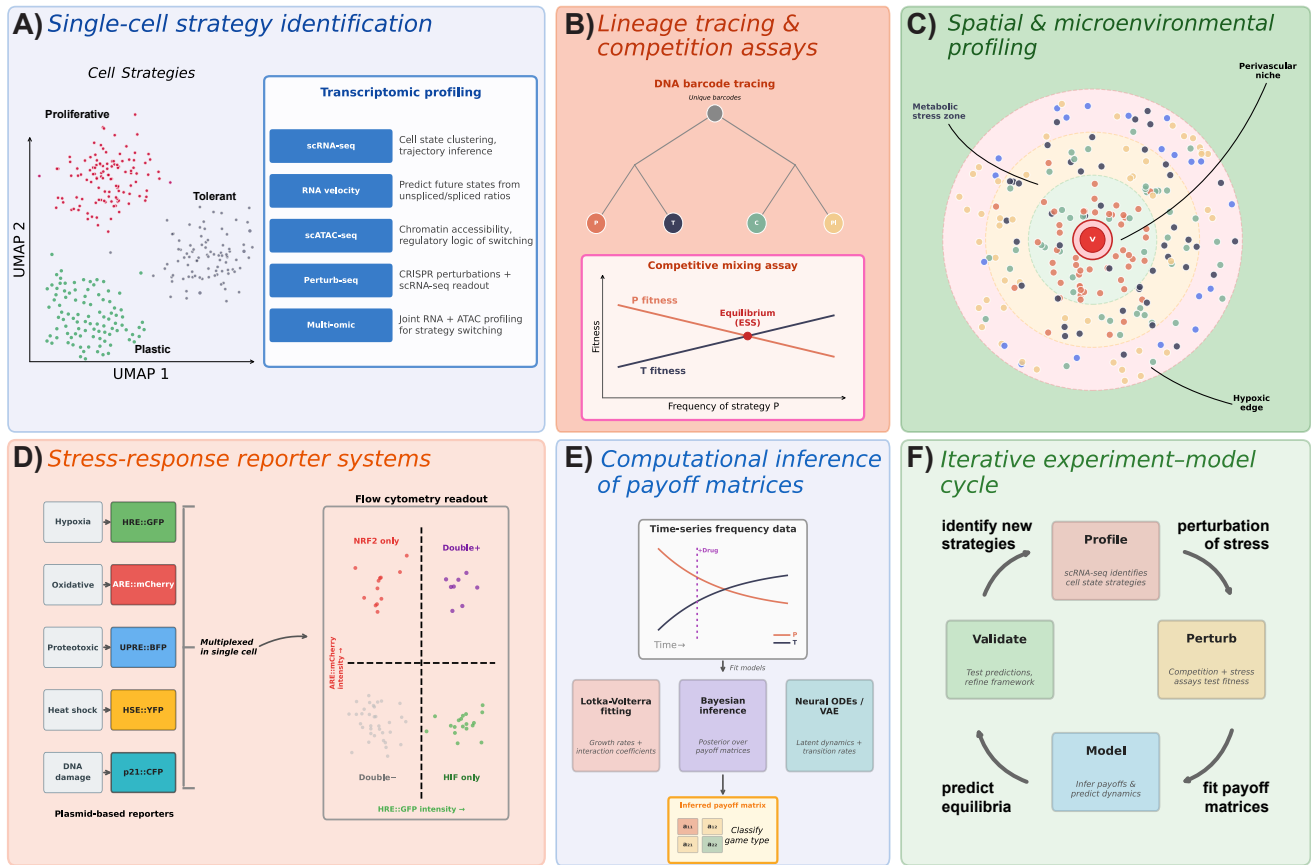 A) Single-cell strategy identification
Cell Strategies
Proliferative
Tolerant
Plastic
UMAP 2
UMAP 1
Transcriptomic profiling
scRNA-seq
Cell state clustering,
trajectory inference
RNA velocity
Predict future states from
unspliced/spliced ratios
scATAC-seq
Chromatin accessibility,
regulatory logic of switching
Perturb-seq
CRISPR perturbations +
scRNA-seq readout
Multi-omic
Joint RNA + ATAC profiling
for strategy switching
B) Lineage tracing &
competition assays
DNA barcode tracing
Unique barcodes
P
T
C
Pl
Competitive mixing assay
P fitness
Equilibrium
(ESS)
T fitness
Fitness
Frequency of strategy P
C) Spatial & microenvironmental
profiling
Perivascular
niche
Metabolic
stress zone
V
Hypoxic
edge
D) Stress-response reporter systems
Hypoxia
HRE::GFP
Oxidative
ARE::mCherry
Proteotoxic
UPRE::BFP
Heat shock
HSE::YFP
DNA
damage
p21::CFP
Plasmid-based reporters
Multiplexed
in single cell
Flow cytometry readout
NRF2 only
Double+
ARE::mCherry
intensity →
Double−
HIF only
HRE::GFP intensity →
E) Computational inference
of payoff matrices
Time-series frequency data
+Drug
Time→
P
T
Fit models
Lotka-Volterra
fitting
Growth rates +
interaction coefficients
Bayesian
inference
Posterior over
payoff matrices
Neural ODEs /
VAE
Latent dynamics +
transition rates
Inferred payoff matrix
a₁₁
a₁₂
a₂₁
a₂₂
Classify
game type
F) Iterative experiment–model
cycle
identify new
strategies
Profile
scRNA-seq identifies
cell state strategies
perturbation
of stress
Validate
Test predictions,
refine framework
Perturb
Competition + stress
assays test fitness
predict
equilibria
Model
Infer payoffs &
predict dynamics
fit payoff
matrices